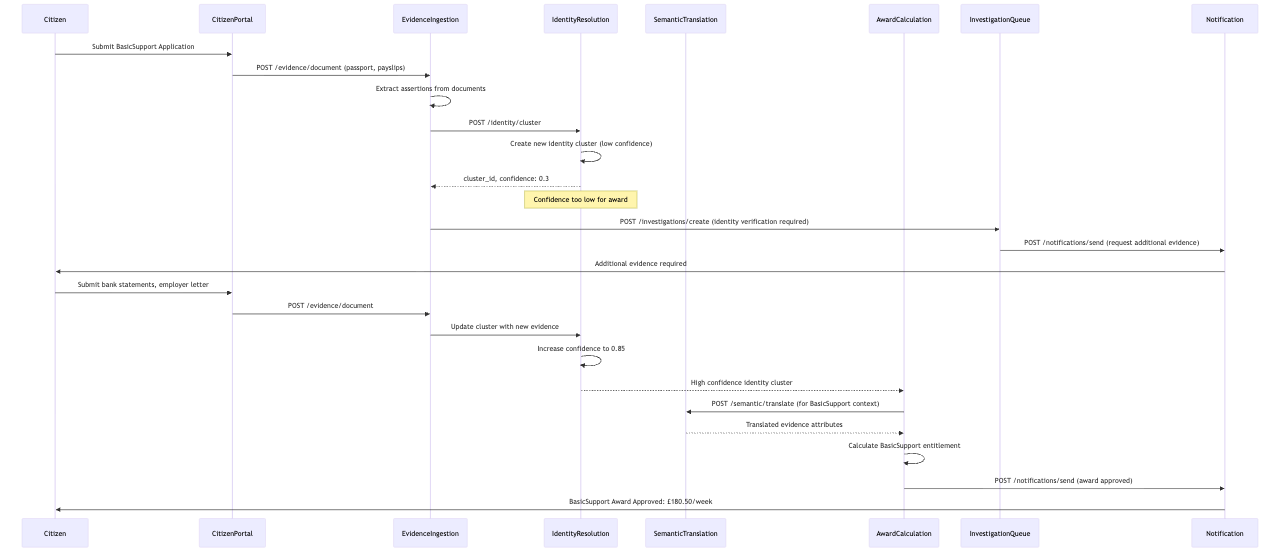 Citizen
CitizenPortal
EvidenceIngestion
IdentityResolution
SemanticTranslation
AwardCalculation
InvestigationQueue
Notification
Submit BasicSupport Application
POST /evidence/document (passport, payslips)
Extract assertions from documents
POST /identity/cluster
Create new identity cluster (low confidence)
cluster_id, confidence: 0.3
Confidence too low for award
POST /investigations/create (identity verification required)
POST /notifications/send (request additional evidence)
Additional evidence required
Submit bank statements, employer letter
POST /evidence/document
Update cluster with new evidence
Increase confidence to 0.85
High confidence identity cluster
POST /semantic/translate (for BasicSupport context)
Translated evidence attributes
Calculate BasicSupport entitlement
POST /notifications/send (award approved)
BasicSupport Award Approved: £180.50/week
Citizen
CitizenPortal
EvidenceIngestion
IdentityResolution
SemanticTranslation
AwardCalculation
InvestigationQueue
Notification